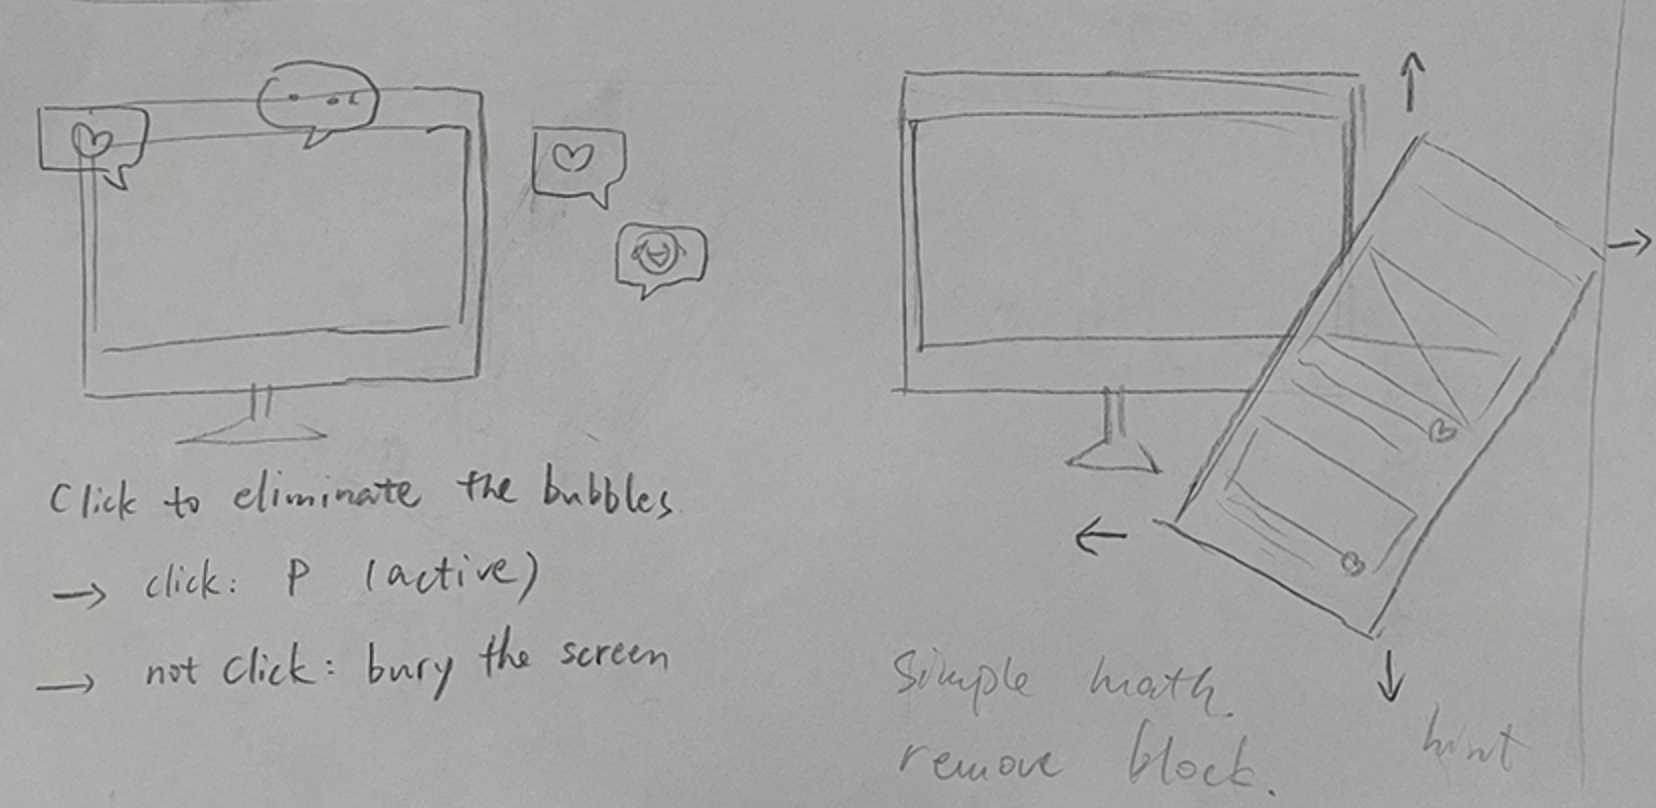 Click to eliminate the bubbles
→ click: P (active)
→ not click: bury the screen
Simple math.
remove block.
hint